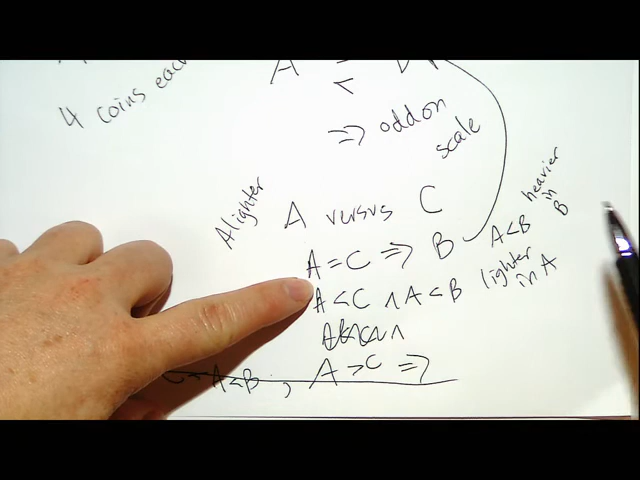 4 coins each
A <
⇒ odd on
scale
A lighter
A versus C
heavier
in
B
A = C ⇒ B A<B
A < C ∧ A < B lighter
in A
A<B ; A > C ⇒